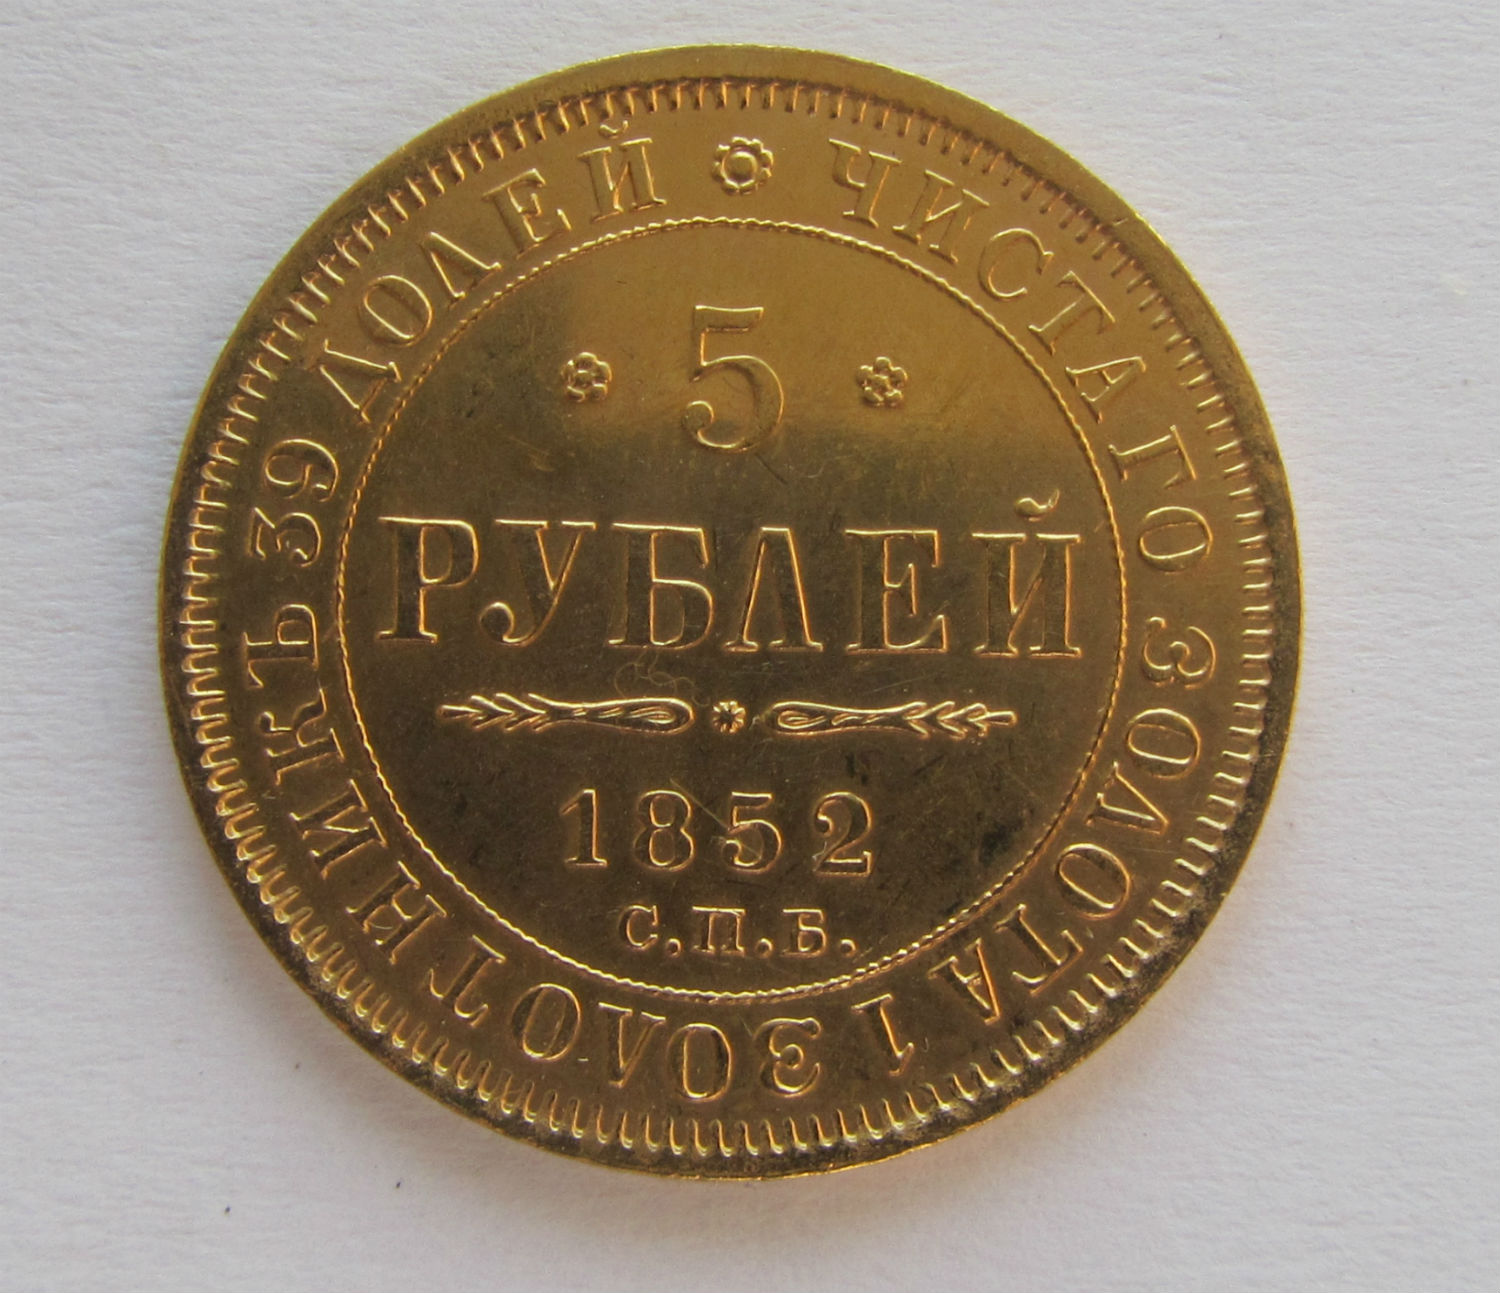 ЧИСТАГО ЗОЛОТА 1 ЗОЛОТНИКЪ 39 ДОЛЕЙ
5
РУБЛЕЙ
1852
С.П.Б.